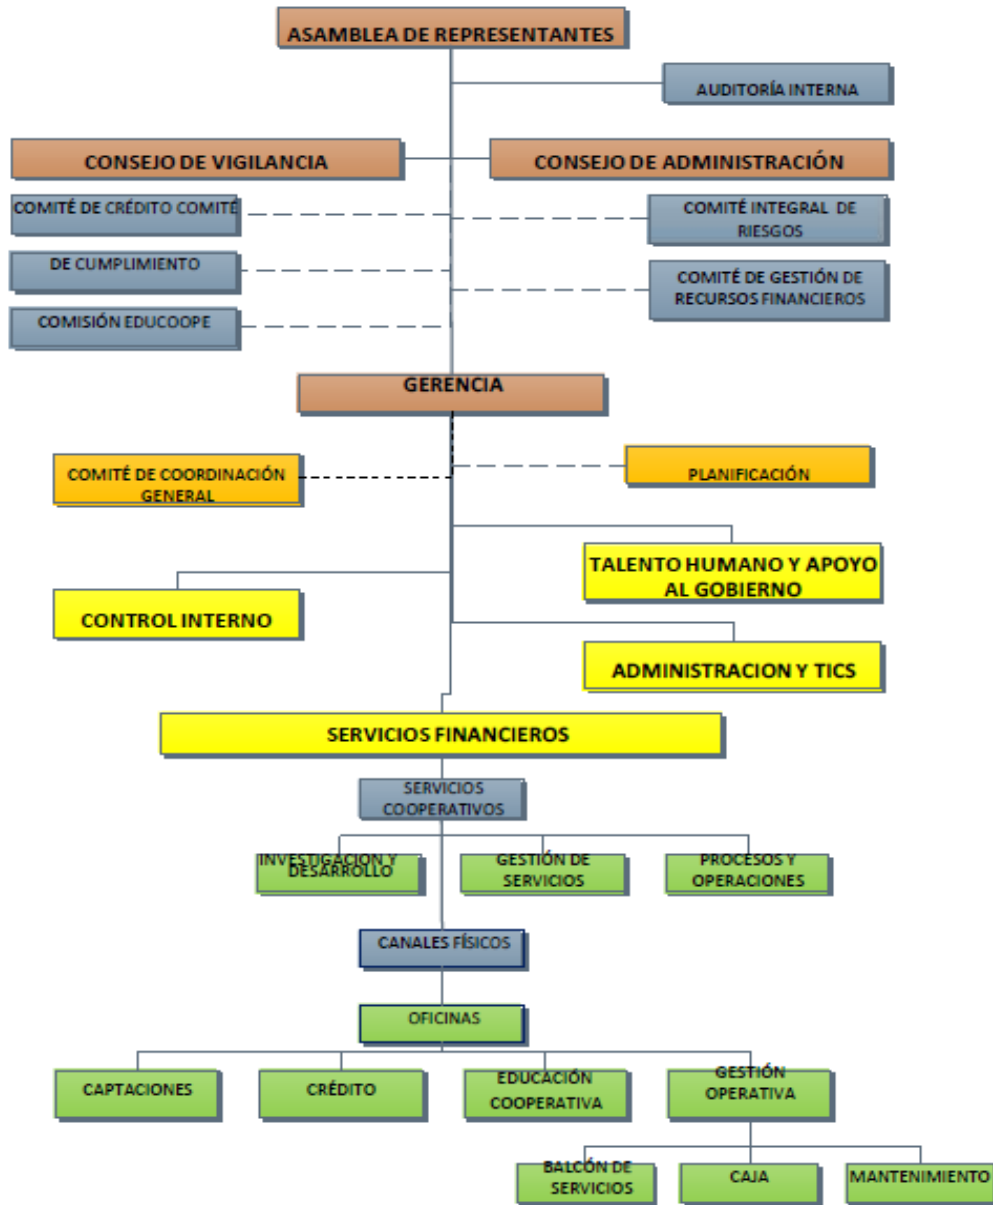 ASAMBLEA DE REPRESENTANTES
AUDITORÍA INTERNA
CONSEJO DE VIGILANCIA
CONSEJO DE ADMINISTRACIÓN
COMITÉ DE CRÉDITO COMITÉ
COMITÉ INTEGRAL DE
RIESGOS
DE CUMPLIMIENTO
COMITÉ DE GESTIÓN DE
RECURSOS FINANCIEROS
COMISIÓN EDUCOOPE
GERENCIA
COMITÉ DE COORDINACIÓN
GENERAL
PLANIFICACIÓN
TALENTO HUMANO Y APOYO
AL GOBIERNO
CONTROL INTERNO
ADMINISTRACION Y TICS
SERVICIOS FINANCIEROS
SERVICIOS
COOPERATIVOS
INVESTIGACION Y
DESARROLLO
GESTIÓN DE
SERVICIOS
PROCESOS Y
OPERACIONES
CANALES FÍSICOS
OFICINAS
CAPTACIONES
CRÉDITO
EDUCACIÓN
COOPERATIVA
GESTIÓN
OPERATIVA
BALCÓN DE
SERVICIOS
CAJA
MANTENIMIENTO